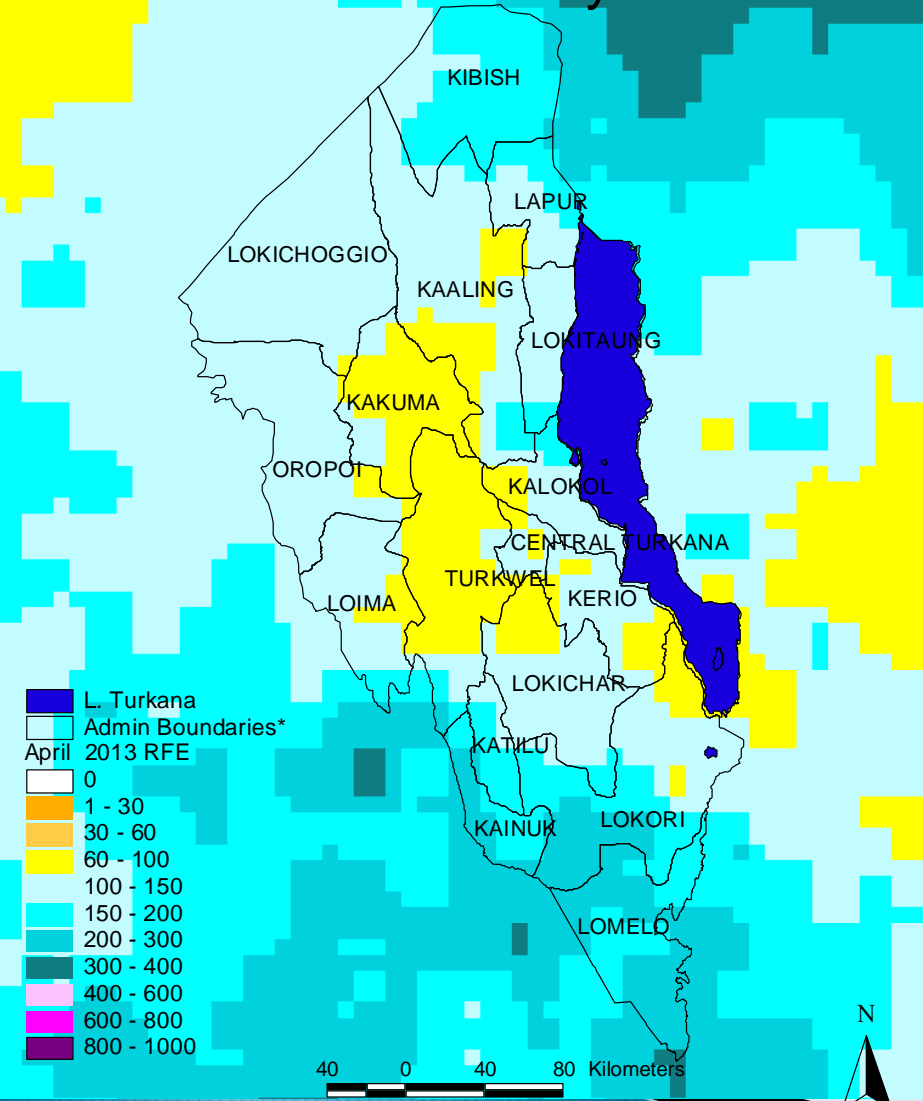 y
KIBISH
LAPUR
LOKICHOGGIO
KAALING
LOKITAUNG
KAKUMA
OROPOI
KALOKOL
CENTRAL TURKANA
TURKWEL
KERIO
LOIMA
LOKICHAR
KATILU
KAINUK
LOKORI
LOMELO
L. Turkana
Admin Boundaries*
April 2013 RFE
0
1 - 30
30 - 60
60 - 100
100 - 150
150 - 200
200 - 300
300 - 400
400 - 600
600 - 800
800 - 1000
N
40 0 40 80 Kilometers